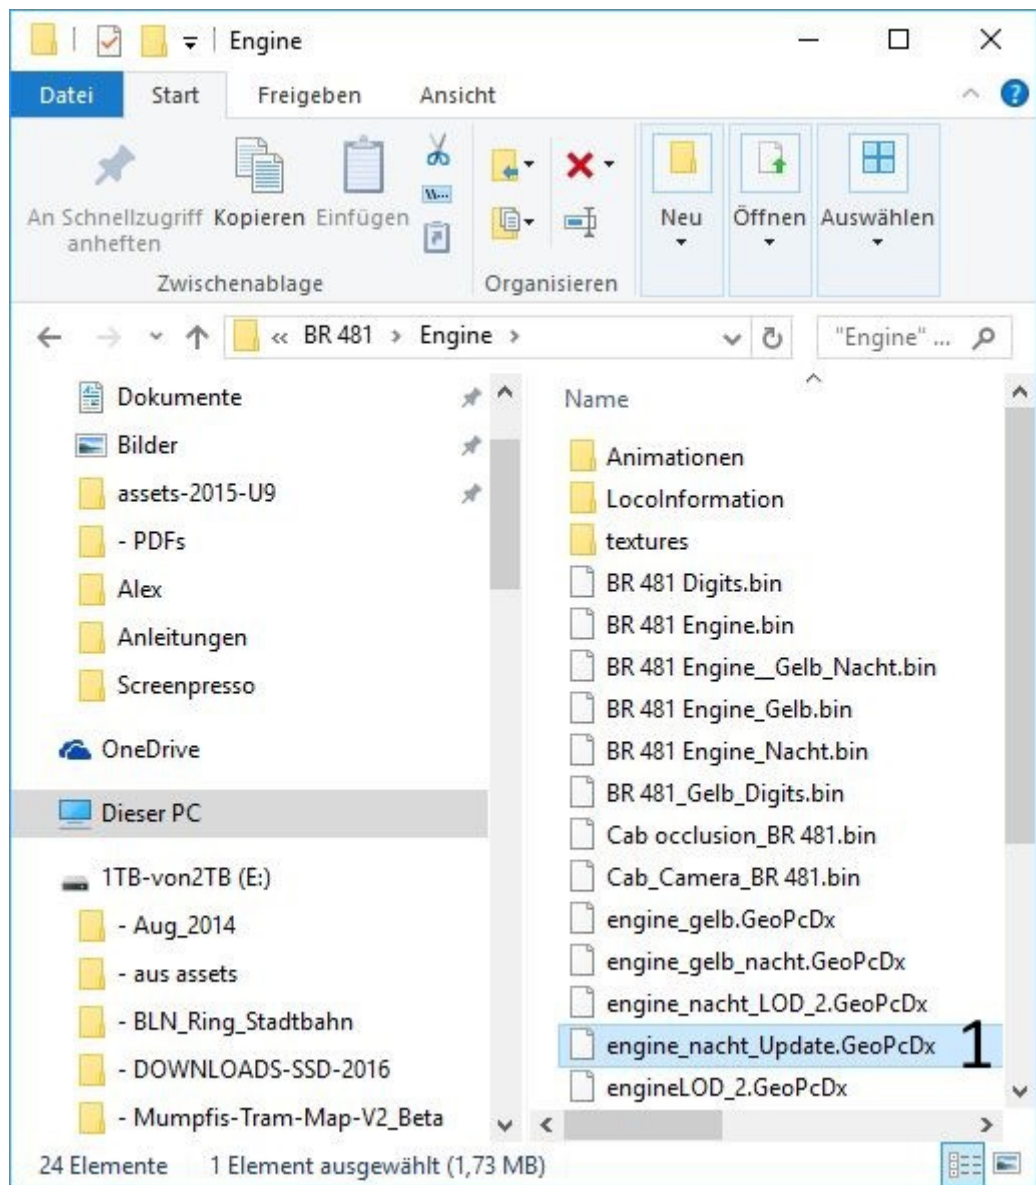 Engine
Datei Start Freigeben Ansicht
An Schnellzugriff anheften
Kopieren
Einfügen
Neu
Öffnen
Auswählen
Zwischenablage
Organisieren
« BR 481 › Engine ›
"Engine" ...
Dokumente
Bilder
assets-2015-U9
- PDFs
Alex
Anleitungen
Screenpresso
OneDrive
Dieser PC
1TB-von2TB (E:)
- Aug_2014
- aus assets
- BLN_Ring_Stadtbahn
- DOWNLOADS-SSD-2016
- Mumpfis-Tram-Map-V2_Beta
Name
Animationen
LocoInformation
textures
BR 481 Digits.bin
BR 481 Engine.bin
BR 481 Engine__Gelb_Nacht.bin
BR 481 Engine_Gelb.bin
BR 481 Engine_Nacht.bin
BR 481_Gelb_Digits.bin
Cab occlusion_BR 481.bin
Cab_Camera_BR 481.bin
engine_gelb.GeoPcDx
engine_gelb_nacht.GeoPcDx
engine_nacht_LOD_2.GeoPcDx
engine_nacht_Update.GeoPcDx 1
engineLOD_2.GeoPcDx
24 Elemente 1 Element ausgewählt (1,73 MB)